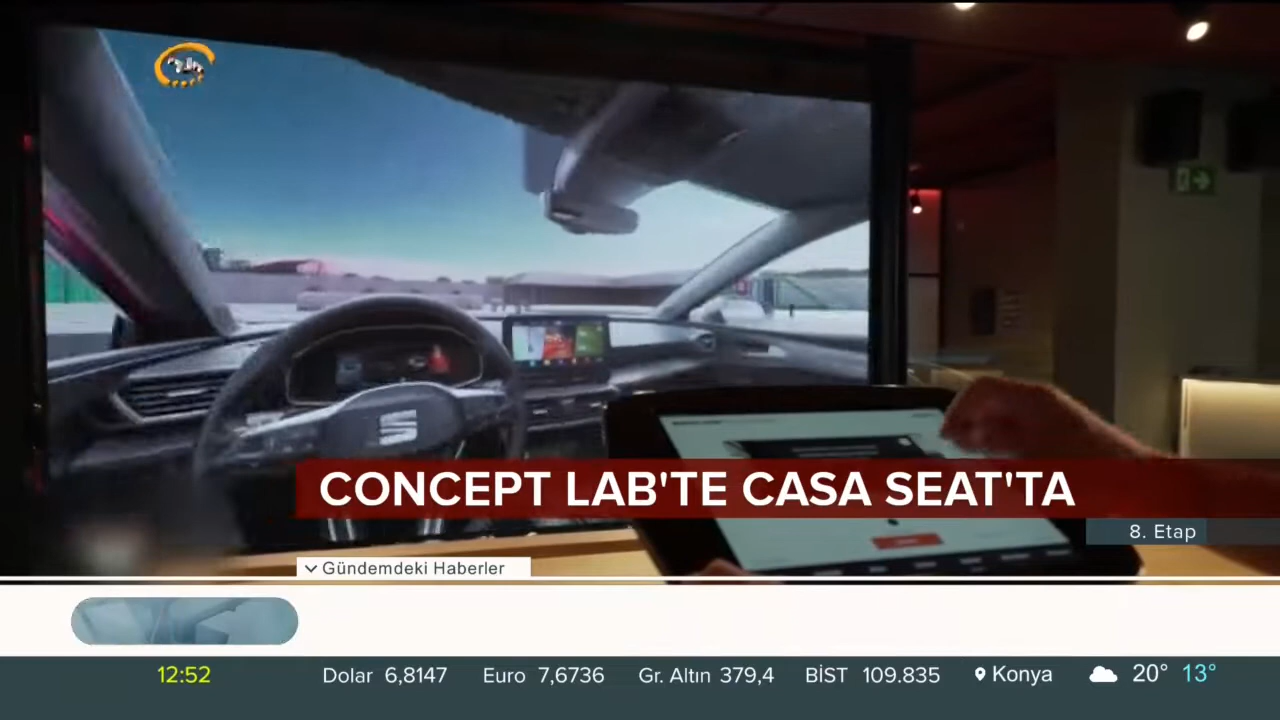 CONCEPT LAB'TE CASA SEAT'TA
8. Etap
Gündemdeki Haberler
12:52 Dolar 6,8147 Euro 7,6736 Gr. Altın 379,4 BİST 109.835 Konya 20° 13°